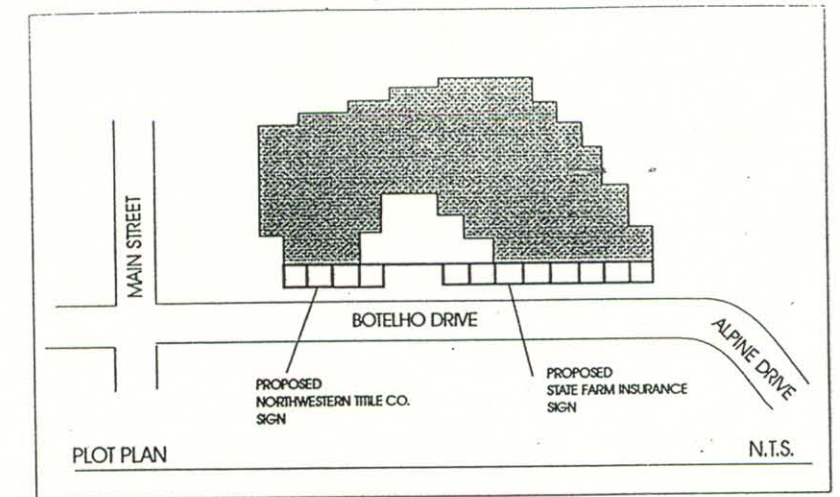 MAIN STREET
BOTELHO DRIVE
ALPINE DRIVE
PROPOSED
NORTHWESTERN TITLE CO.
SIGN
PROPOSED
STATE FARM INSURANCE
SIGN
PLOT PLAN
N.T.S.